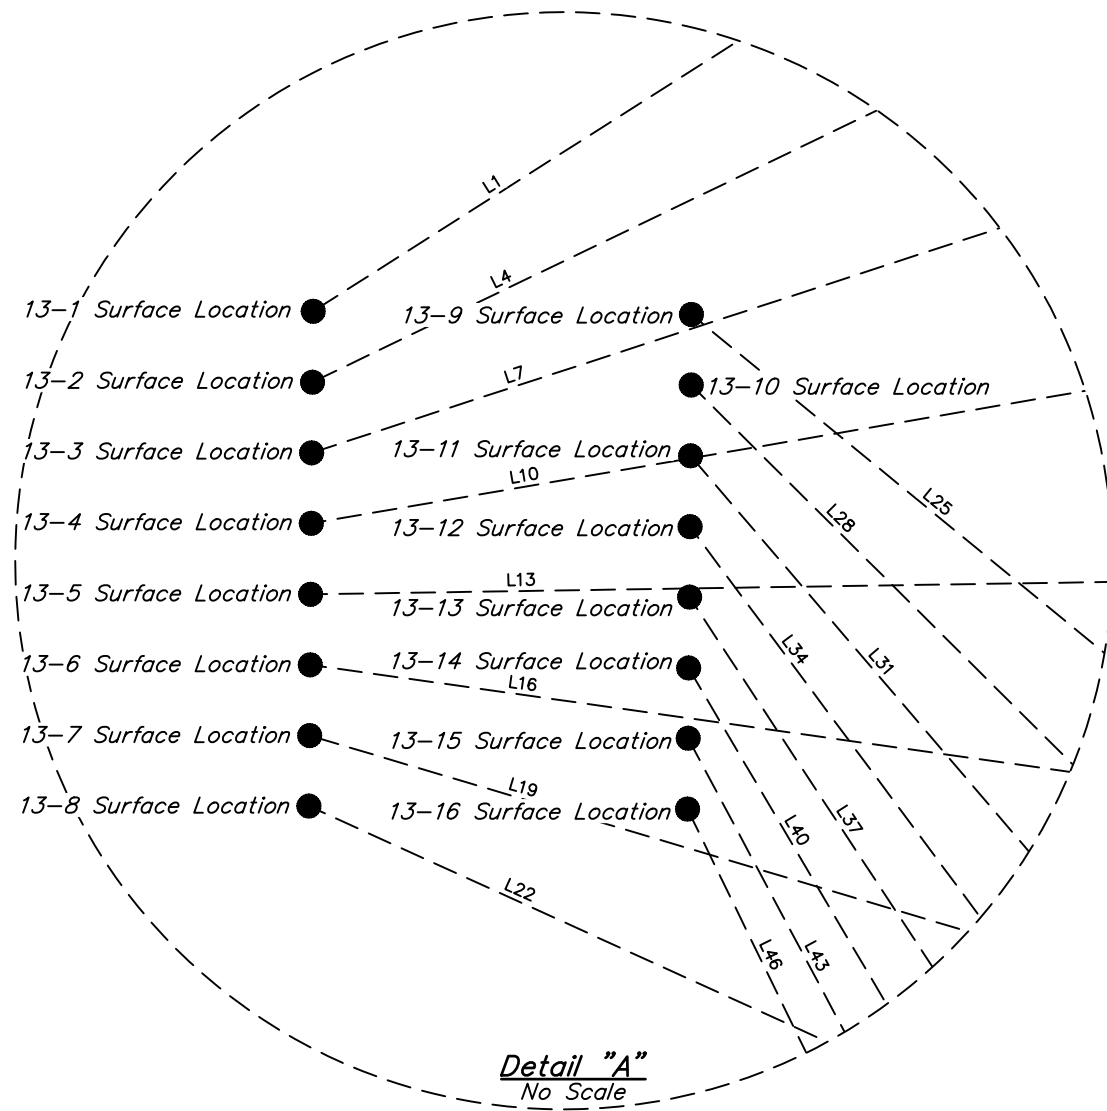 L1
L4
13-1 Surface Location
13-9 Surface Location
L7
13-2 Surface Location
13-10 Surface Location
13-3 Surface Location
13-11 Surface Location
L10
L25
L28
13-4 Surface Location
13-12 Surface Location
L13
13-5 Surface Location
13-13 Surface Location
L34
L31
13-6 Surface Location
13-14 Surface Location
L16
13-7 Surface Location
13-15 Surface Location
L19
13-8 Surface Location
13-16 Surface Location
L40
L37
L22
L46
L43
Detail "A"
No Scale